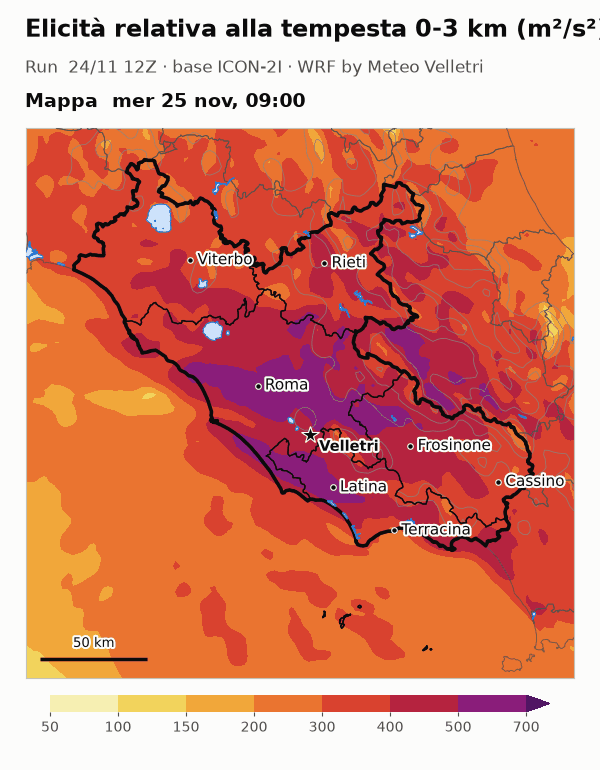 Elicità relativa alla tempesta 0-3 km (m²/s²)
Run 24/11 12Z · base ICON-2I · WRF by Meteo Velletri
Mappa mer 25 nov, 09:00
Viterbo
Rieti
Roma
Velletri
Frosinone
Cassino
Latina
Terracina
50 km
50 100 150 200 300 400 500 700